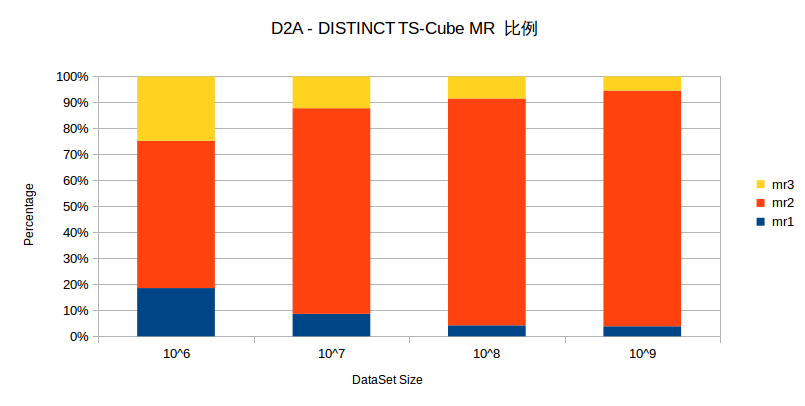 D2A - DISTINCT TS-Cube MR 比例
100%
90%
80%
70%
60%
50%
40%
30%
20%
10%
0%
Percentage
10^6
10^7
10^8
10^9
DataSet Size
mr3
mr2
mr1